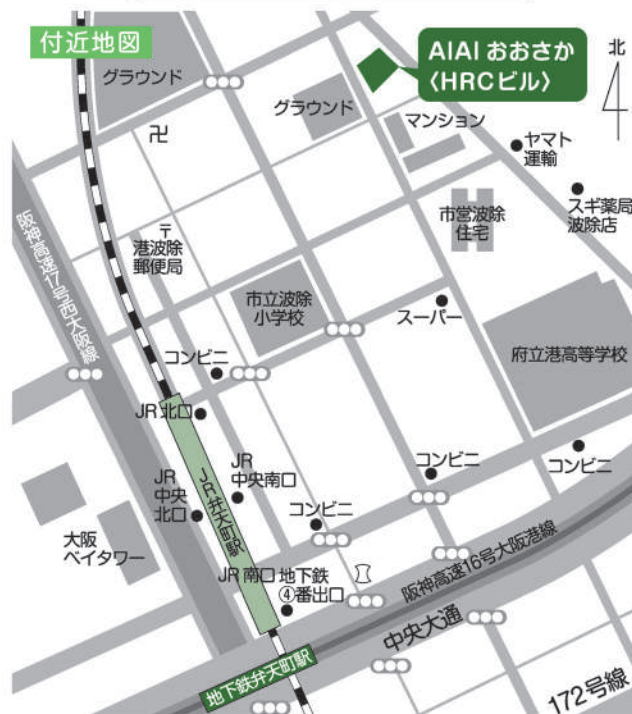 付近地図
AIAI おおさか
〈HRCビル〉
北
グラウンド
グラウンド
マンション
ヤマト
運輸
スギ薬局
波除店
卍
〒
港波除
郵便局
市営波除
住宅
阪神高速17号西大阪線
市立波除
小学校
スーパー
府立港高等学校
コンビニ
JR北口
JR
中央南口
JR
中央
北口
JR弁天町駅
コンビニ
コンビニ
コンビニ
大阪
ベイタワー
JR南口
地下鉄
④番出口
阪神高速16号大阪港線
中央大通
地下鉄弁天町駅
172号線